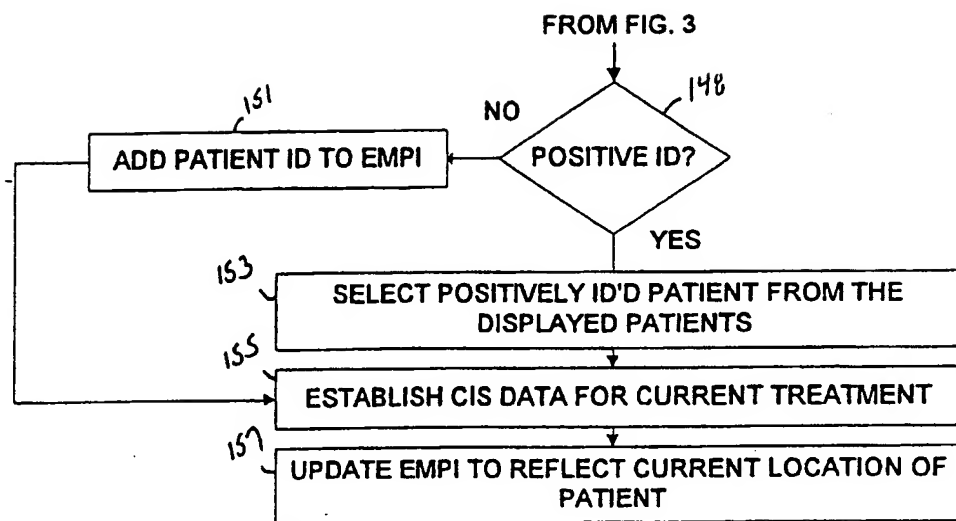 FROM FIG. 3
148
NO
151
ADD PATIENT ID TO EMPI
POSITIVE ID?
YES
153
SELECT POSITIVELY ID'D PATIENT FROM THE
DISPLAYED PATIENTS
155
ESTABLISH CIS DATA FOR CURRENT TREATMENT
157
UPDATE EMPI TO REFLECT CURRENT LOCATION OF
PATIENT